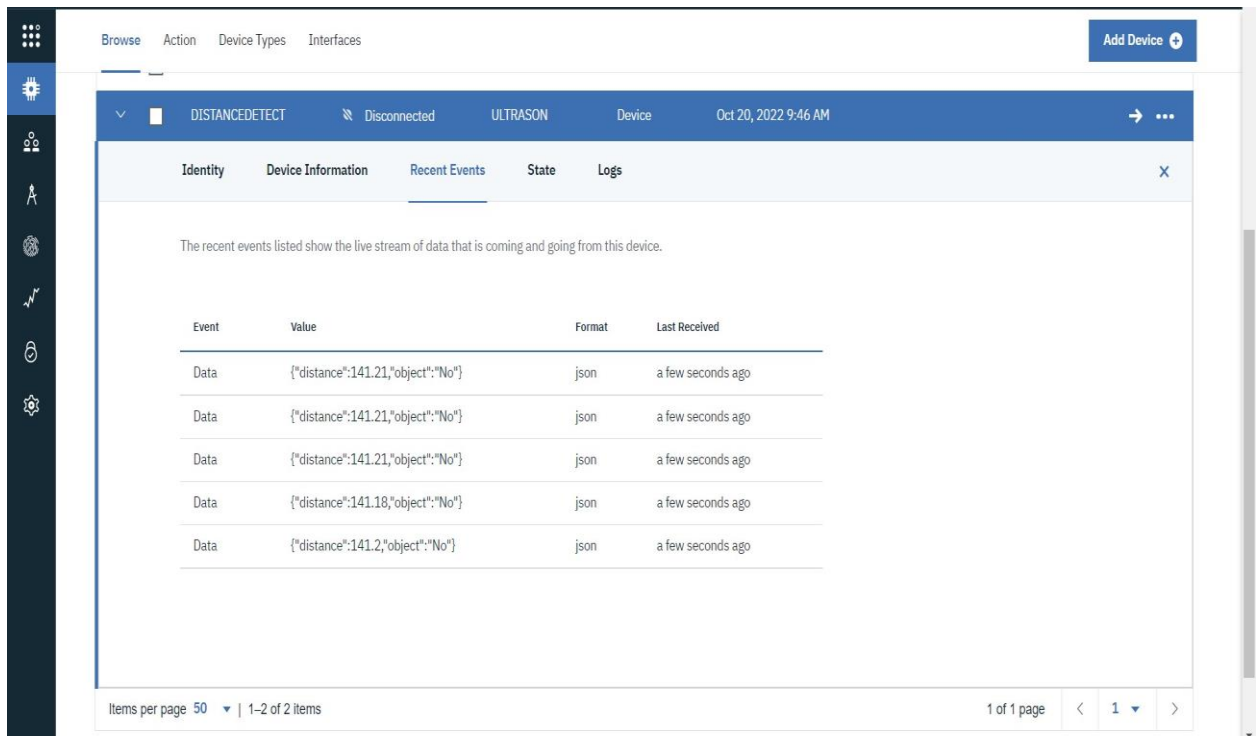 Browse Action Device Types Interfaces Add Device
DISTANCEDETECT Disconnected ULTRASON Device Oct 20, 2022 9:46 AM
Identity Device Information Recent Events State Logs X
The recent events listed show the live stream of data that is coming and going from this device.
Event Value Format Last Received
Data {"distance":141.21,"object":"No"} json a few seconds ago
Data {"distance":141.21,"object":"No"} json a few seconds ago
Data {"distance":141.21,"object":"No"} json a few seconds ago
Data {"distance":141.18,"object":"No"} json a few seconds ago
Data {"distance":141.2,"object":"No"} json a few seconds ago
Items per page 50 | 1–2 of 2 items 1 of 1 page 1